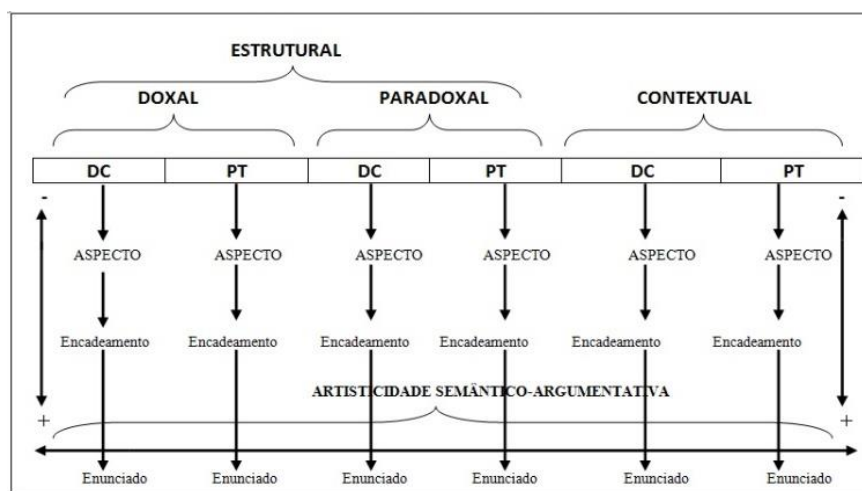 ESTRUTURAL
DOXAL PARADOXAL CONTEXTUAL
DC PT DC PT DC PT
- -
ASPECTO ASPECTO ASPECTO ASPECTO ASPECTO ASPECTO
Encadeamento Encadeamento Encadeamento Encadeamento Encadeamento Encadeamento
ARTISTICIDADE SEMÂNTICO-ARGUMENTATIVA
+ +
Enunciado Enunciado Enunciado Enunciado Enunciado Enunciado